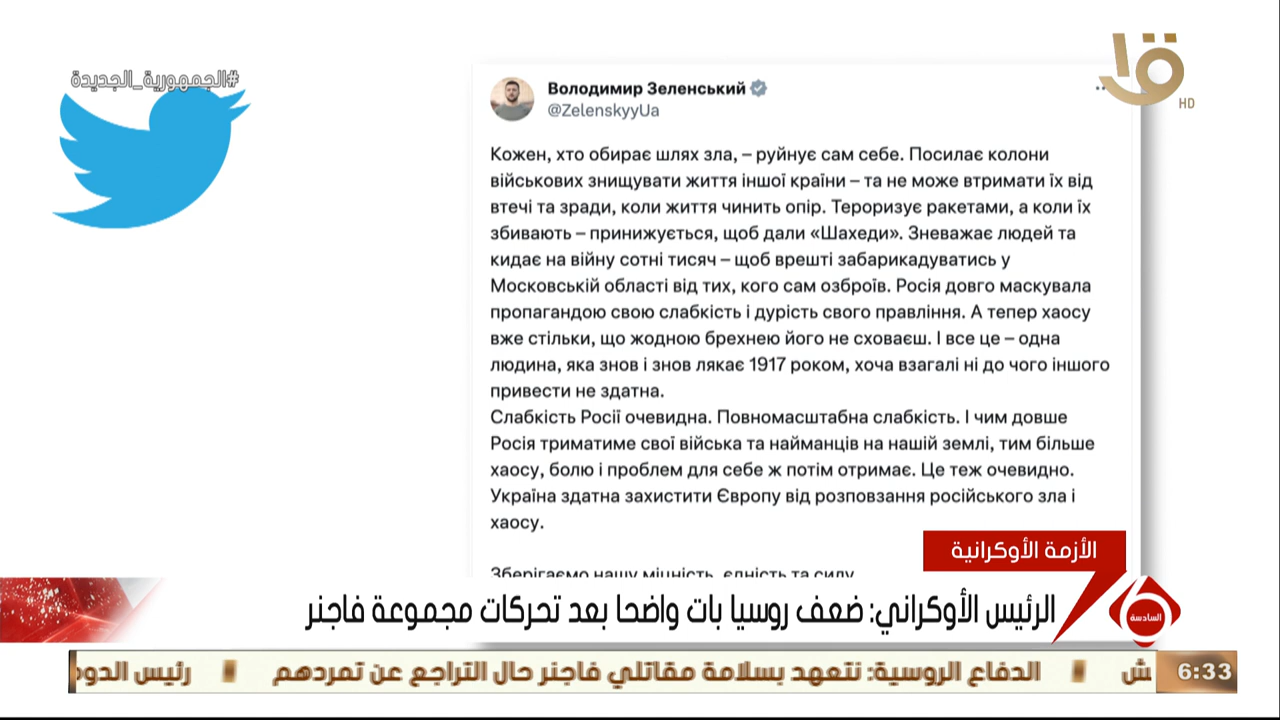 #الجمهورية_الجديدة
HD
Володимир Зеленський
@ZelenskyyUa
Кожен, хто обирає шлях зла, – руйнує сам себе. Посилає колони
військових знищувати життя іншої країни – та не може втримати їх від
втечі та зради, коли життя чинить опір. Тероризує ракетами, а коли їх
збивають – принижується, щоб дали «Шахеди». Зневажає людей та
кидає на війну сотні тисяч – щоб врешті забарикадуватись у
Московській області від тих, кого сам озброїв. Росія довго маскувала
пропагандою свою слабкість і дурість свого правління. А тепер хаосу
вже стільки, що жодною брехнею його не сховаєш. І все це – одна
людина, яка знов і знов лякає 1917 роком, хоча взагалі ні до чого іншого
привести не здатна.
Слабкість Росії очевидна. Повномасштабна слабкість. І чим довше
Росія триматиме свої війська та найманців на нашій землі, тим більше
хаосу, болю і проблем для себе ж потім отримає. Це теж очевидно.
Україна здатна захистити Європу від розповзання російського зла і
хаосу.
Зберігаємо нашу міцність, єдність та силу
الأزمة الأوكرانية
الرئيس الأوكراني: ضعف روسيا بات واضحا بعد تحركات مجموعة فاجنر
السادسة
6:33
الدفاع الروسية: نتعهد بسلامة مقاتلي فاجنر حال التراجع عن تمردهم
رئيس